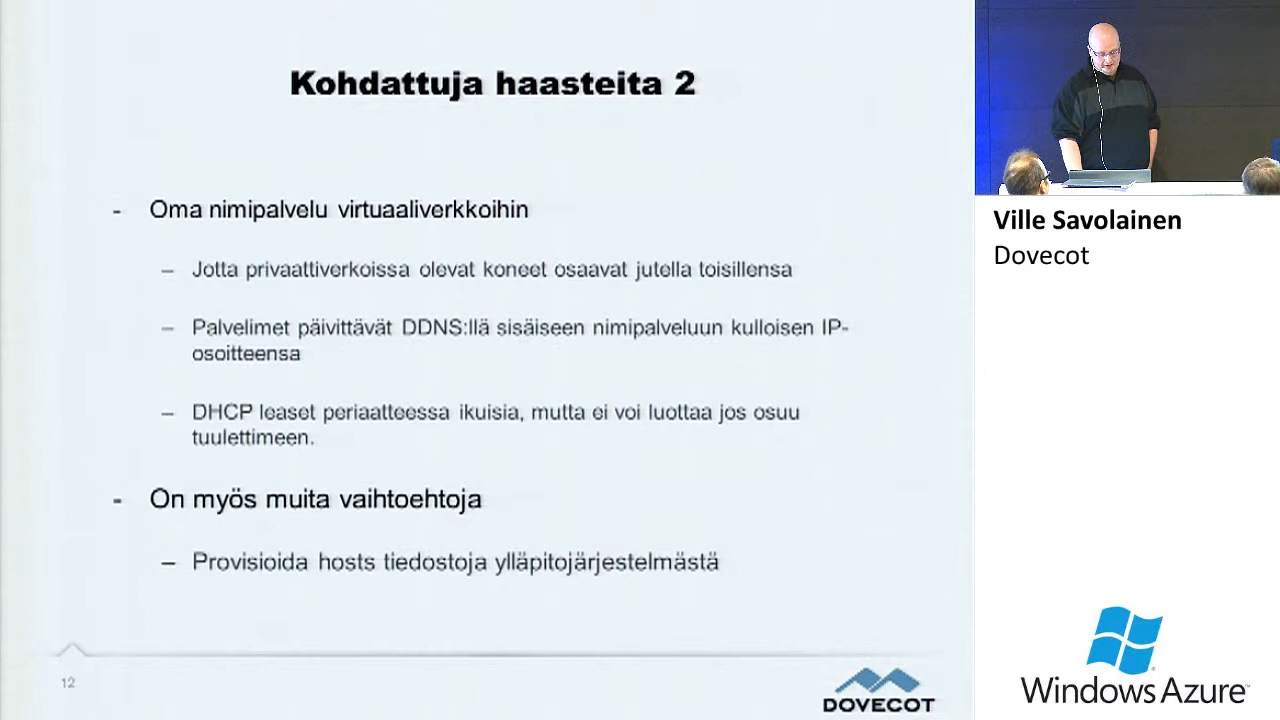 Kohdattuja haasteita 2
- Oma nimipalvelu virtuaaliverkkoihin
– Jotta privaattiverkoissa olevat koneet osaavat jutella toisillensa
– Palvelimet päivittävät DDNS:llä sisäiseen nimipalveluun kulloisen IP-
osoitteensa
– DHCP leaset periaatteessa ikuisia, mutta ei voi luottaa jos osuu
tuulettimeen.
- On myös muita vaihtoehtoja
– Provisioida hosts tiedostoja ylläpitojärjestelmästä
12
DOVECOT
Ville Savolainen
Dovecot
Windows Azure